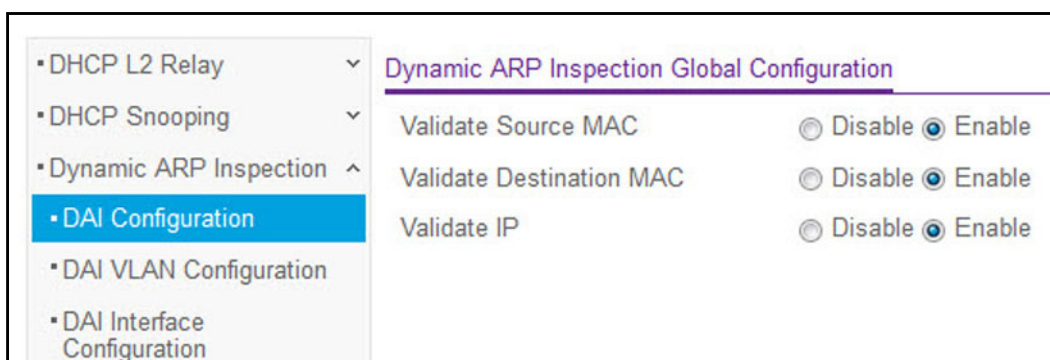 DHCP L2 Relay
DHCP Snooping
Dynamic ARP Inspection
DAI Configuration
DAI VLAN Configuration
DAI Interface
Configuration
Dynamic ARP Inspection Global Configuration
Validate Source MAC Disable Enable
Validate Destination MAC Disable Enable
Validate IP Disable Enable